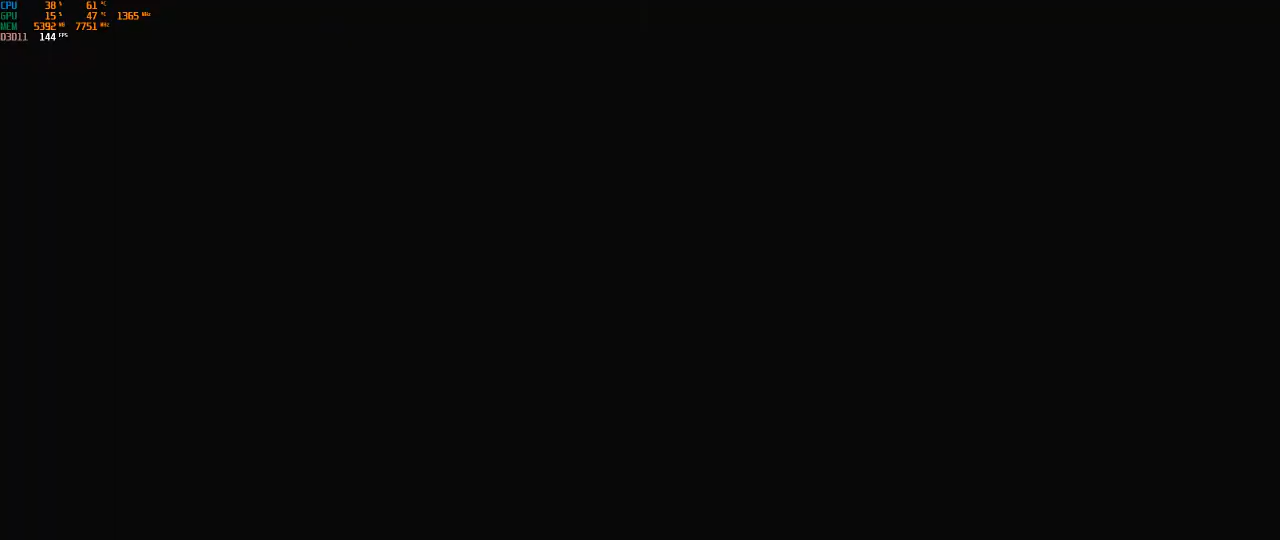 CPU 38 % 61 °C
GPU 15 % 47 °C 1365 MHz
MEM 5392 MB 7751 MHz
D3D11 144 FPS